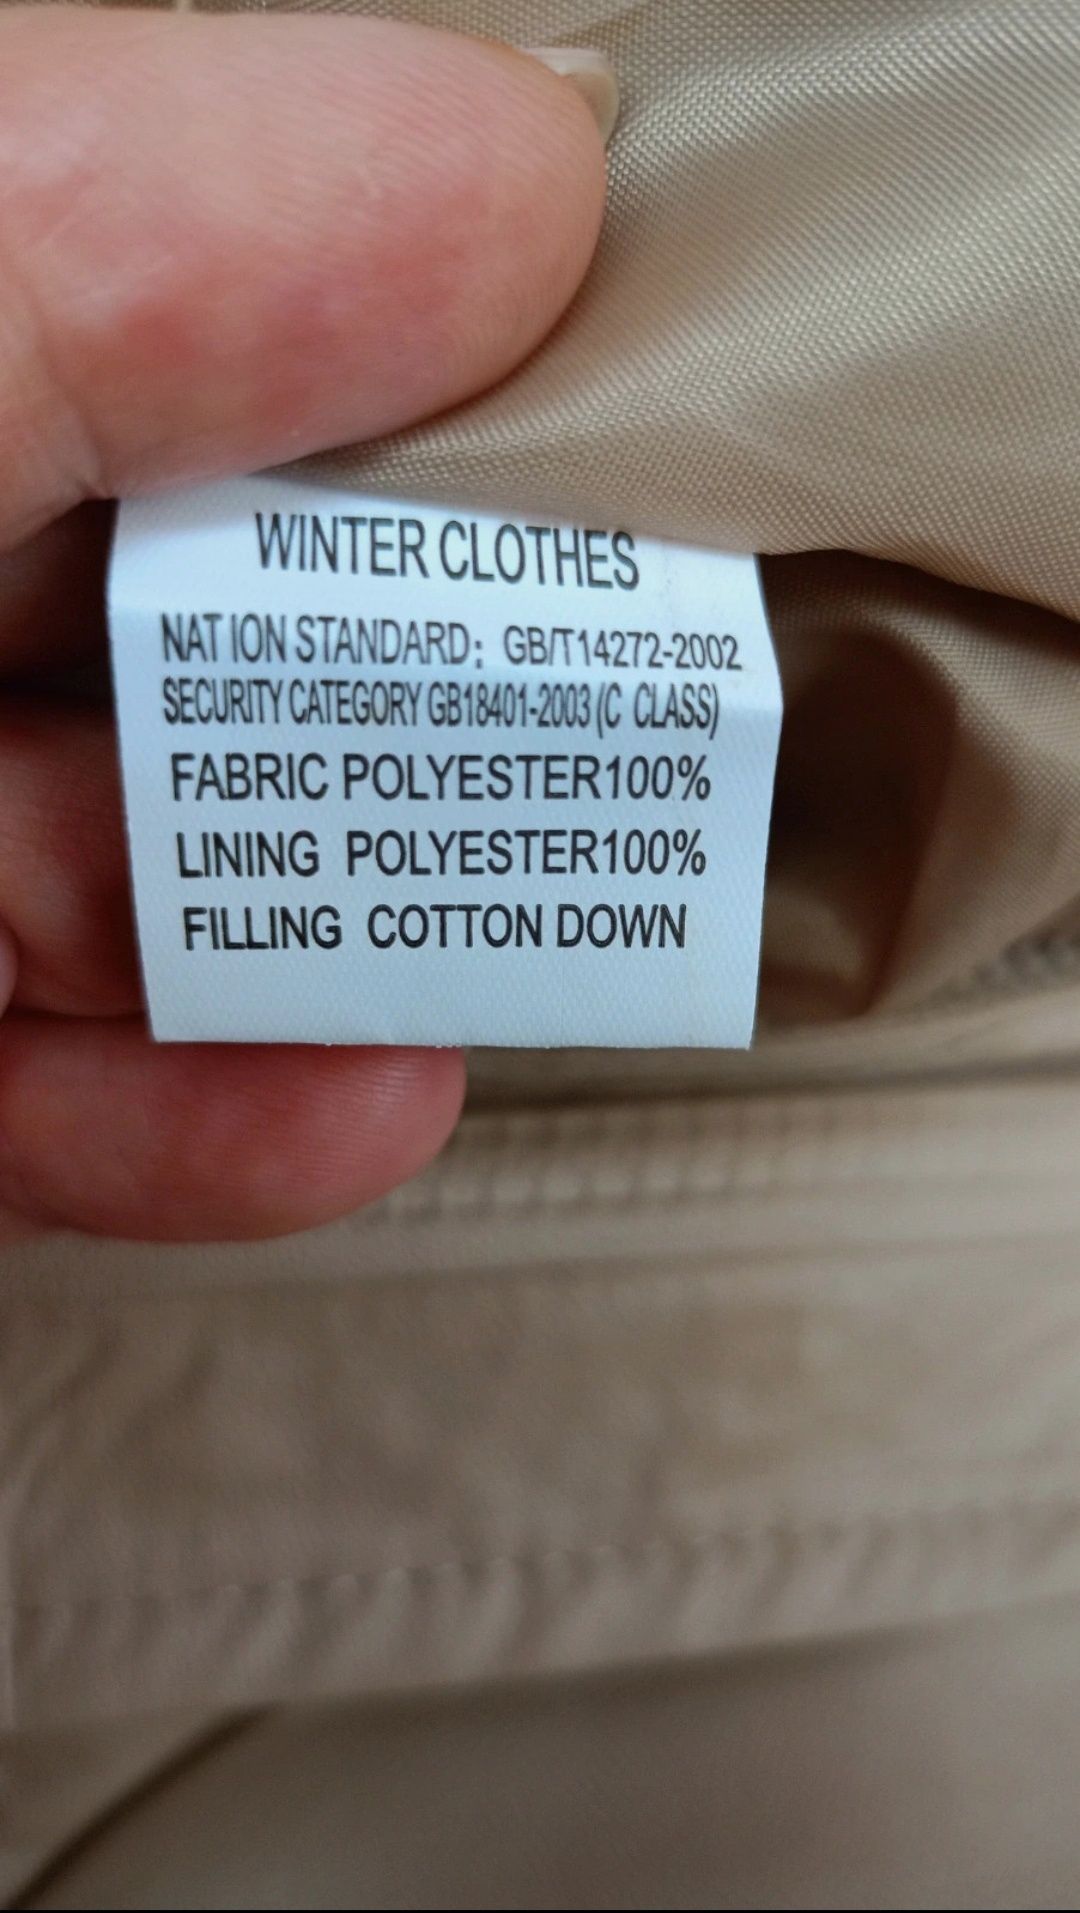 WINTER CLOTHES
NAT ION STANDARD: GB/T14272-2002
SECURITY CATEGORY GB18401-2003 (C CLASS)
FABRIC POLYESTER100%
LINING POLYESTER100%
FILLING COTTON DOWN